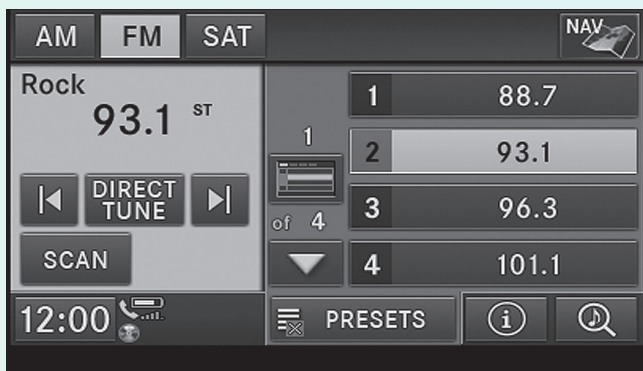 AM FM SAT NAV
Rock
93.1 ST
DIRECT
TUNE
SCAN
1
of 4
1 88.7
2 93.1
3 96.3
4 101.1
12:00 PRESETS i